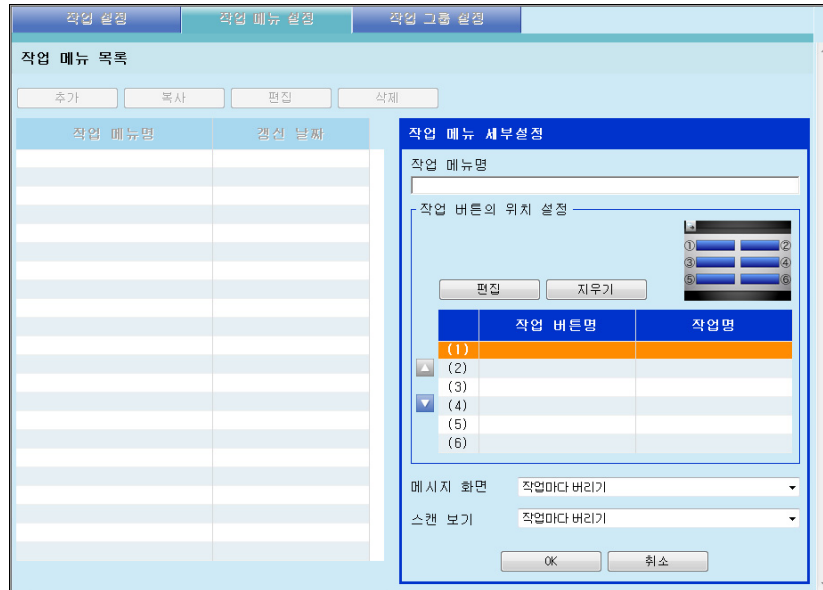 작업 설정 작업 메뉴 설정 작업 그룹 설정
작업 메뉴 목록
추가 복사 편집 삭제
작업 메뉴명 갱신 날짜
작업 메뉴 세부설정
작업 메뉴명
작업 버튼의 위치 설정
① ②
③ ④
⑤ ⑥
편집 지우기
작업 버튼명 작업명
(1)
(2)
(3)
(4)
(5)
(6)
메시지 화면 작업마다 버리기
스캔 보기 작업마다 버리기
OK 취소